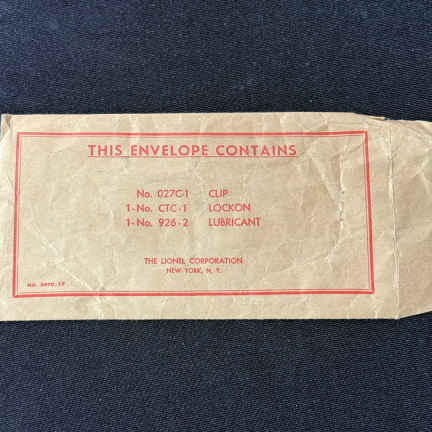 THIS ENVELOPE CONTAINS
No. 027C-1 CLIP
1-No. CTC-1 LOCKON
1-No. 926-2 LUBRICANT
THE LIONEL CORPORATION
NEW YORK, N. Y.